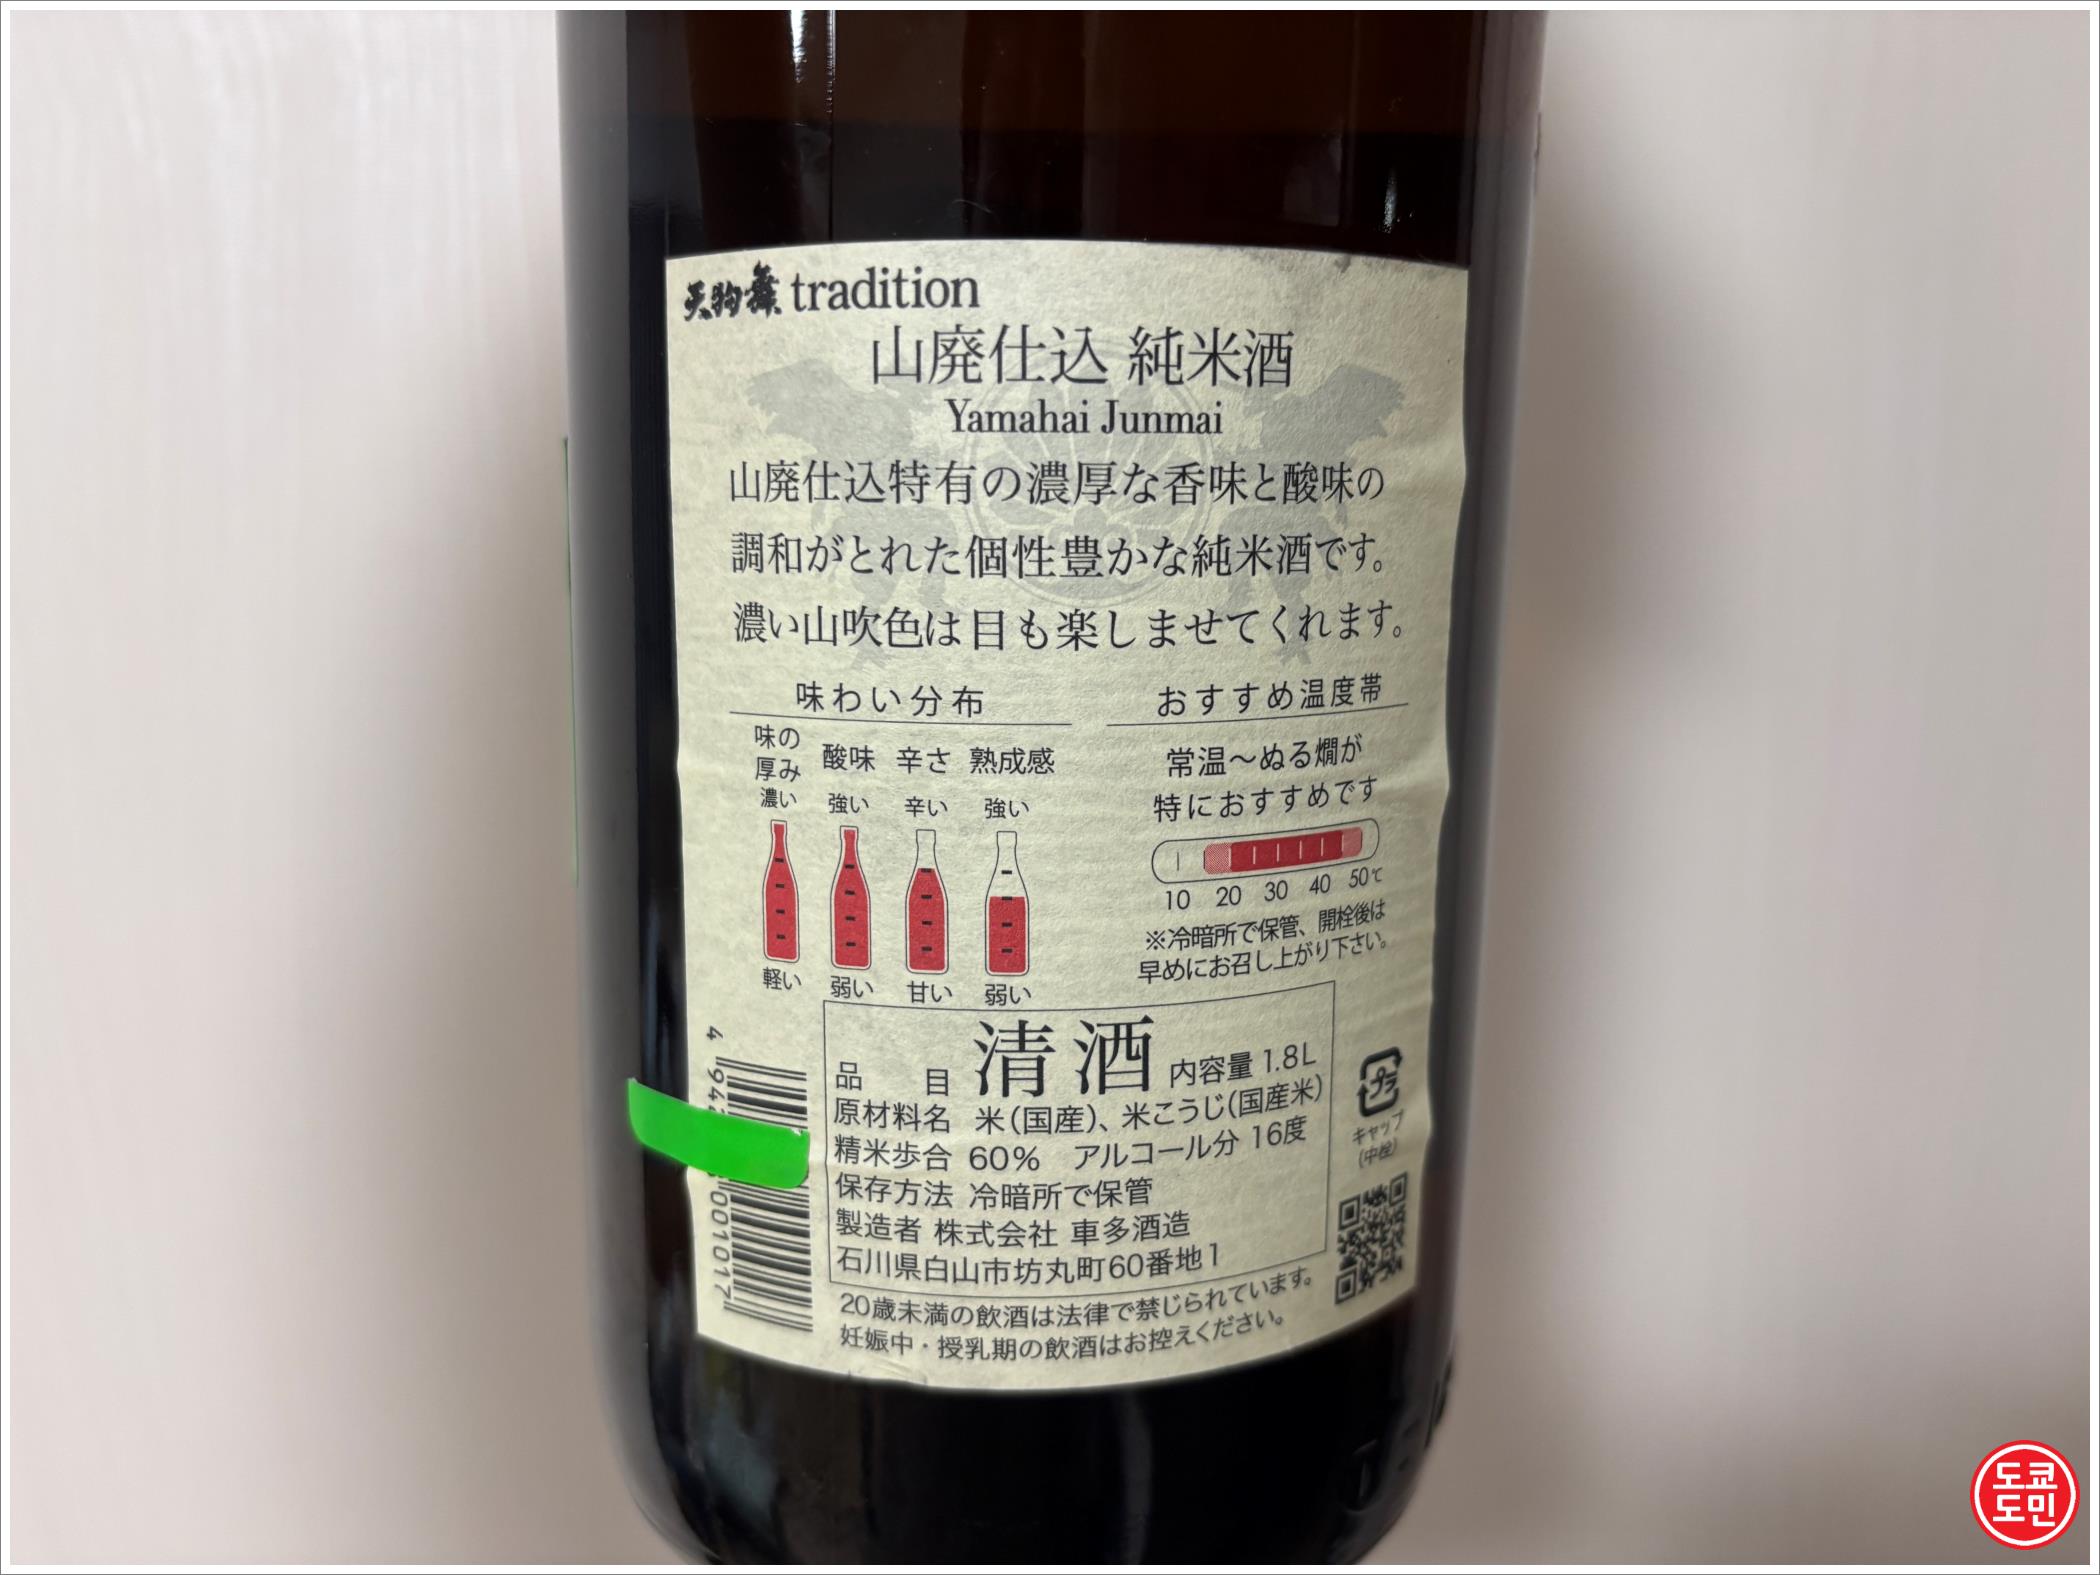 天狗舞 tradition
山廃仕込 純米酒
Yamahai Junmai
山廃仕込特有の濃厚な香味と酸味の
調和がとれた個性豊かな純米酒です。
濃い山吹色は目も楽しませてくれます。
味わい分布
味の
厚み
酸味 辛さ 熟成感
濃い 強い 辛い 強い
軽い 弱い 甘い 弱い
おすすめ温度帯
常温～ぬる燗が
特におすすめです
10 20 30 40 50℃
※冷暗所で保管、開栓後は
早めにお召し上がり下さい。
品目 清酒 内容量 1.8L
原材料名 米(国産)、米こうじ(国産米)
精米歩合 60% アルコール分 16度
保存方法 冷暗所で保管
製造者 株式会社 車多酒造
石川県白山市坊丸町60番地1
20歳未満の飲酒は法律で禁じられています。
妊娠中・授乳期の飲酒はお控えください。
4
001017
プラ
キャップ
(中栓)
도쿄
도민